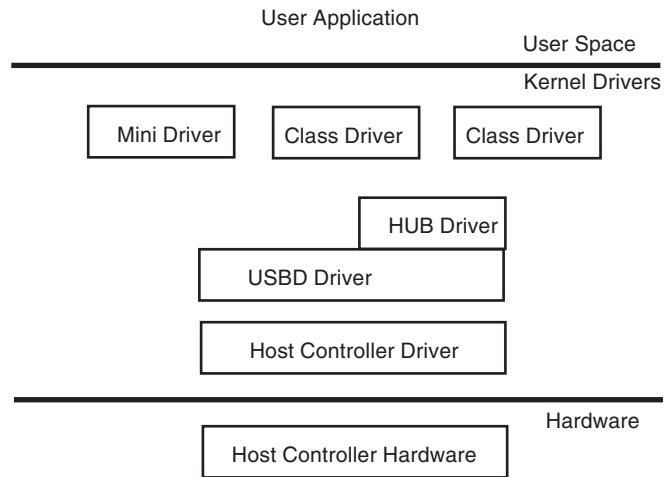 User Application
User Space
Kernel Drivers
Mini Driver
Class Driver
Class Driver
HUB Driver
USBD Driver
Host Controller Driver
Hardware
Host Controller Hardware